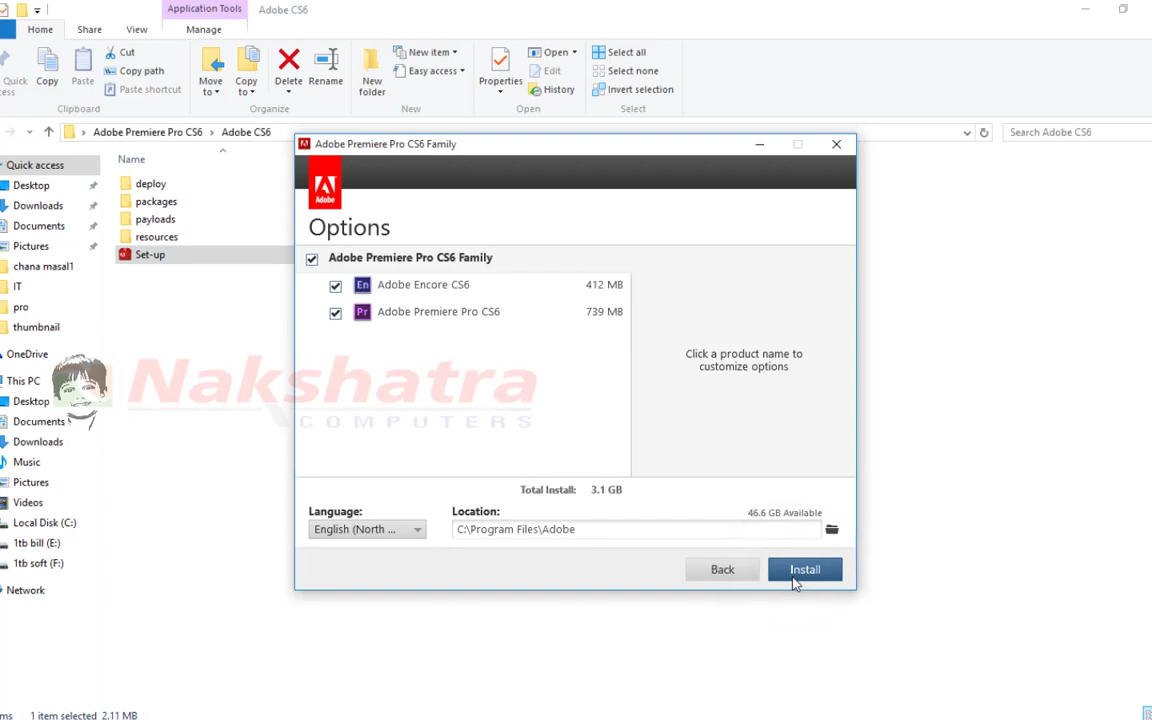 Application Tools
Adobe CS6
Home
Share
View
Manage
Quick
cess
Copy
Paste
Cut
Copy path
Paste shortcut
Clipboard
Move
to
Copy
to
Delete
Rename
Organize
New
folder
New item
Easy access
New
Properties
Open
Edit
History
Open
Select all
Select none
Invert selection
Select
Adobe Premiere Pro CS6 > Adobe CS6
Search Adobe CS6
Quick access
Desktop
Downloads
Documents
Pictures
chana masal1
IT
pro
thumbnail
OneDrive
This PC
Desktop
Documents
Downloads
Music
Pictures
Videos
Local Disk (C:)
1tb bill (E:)
1tb soft (F:)
Network
Name
deploy
packages
payloads
resources
Set-up
Adobe Premiere Pro CS6 Family
Adobe
Options
Adobe Premiere Pro CS6 Family
En Adobe Encore CS6 412 MB
Pr Adobe Premiere Pro CS6 739 MB
Click a product name to
customize options
Total Install: 3.1 GB
Language:
English (North ...
Location:
46.6 GB Available
C:\Program Files\Adobe
Back
Install
Nakshatra
COMPUTERS
ms 1 item selected 2.11 MB